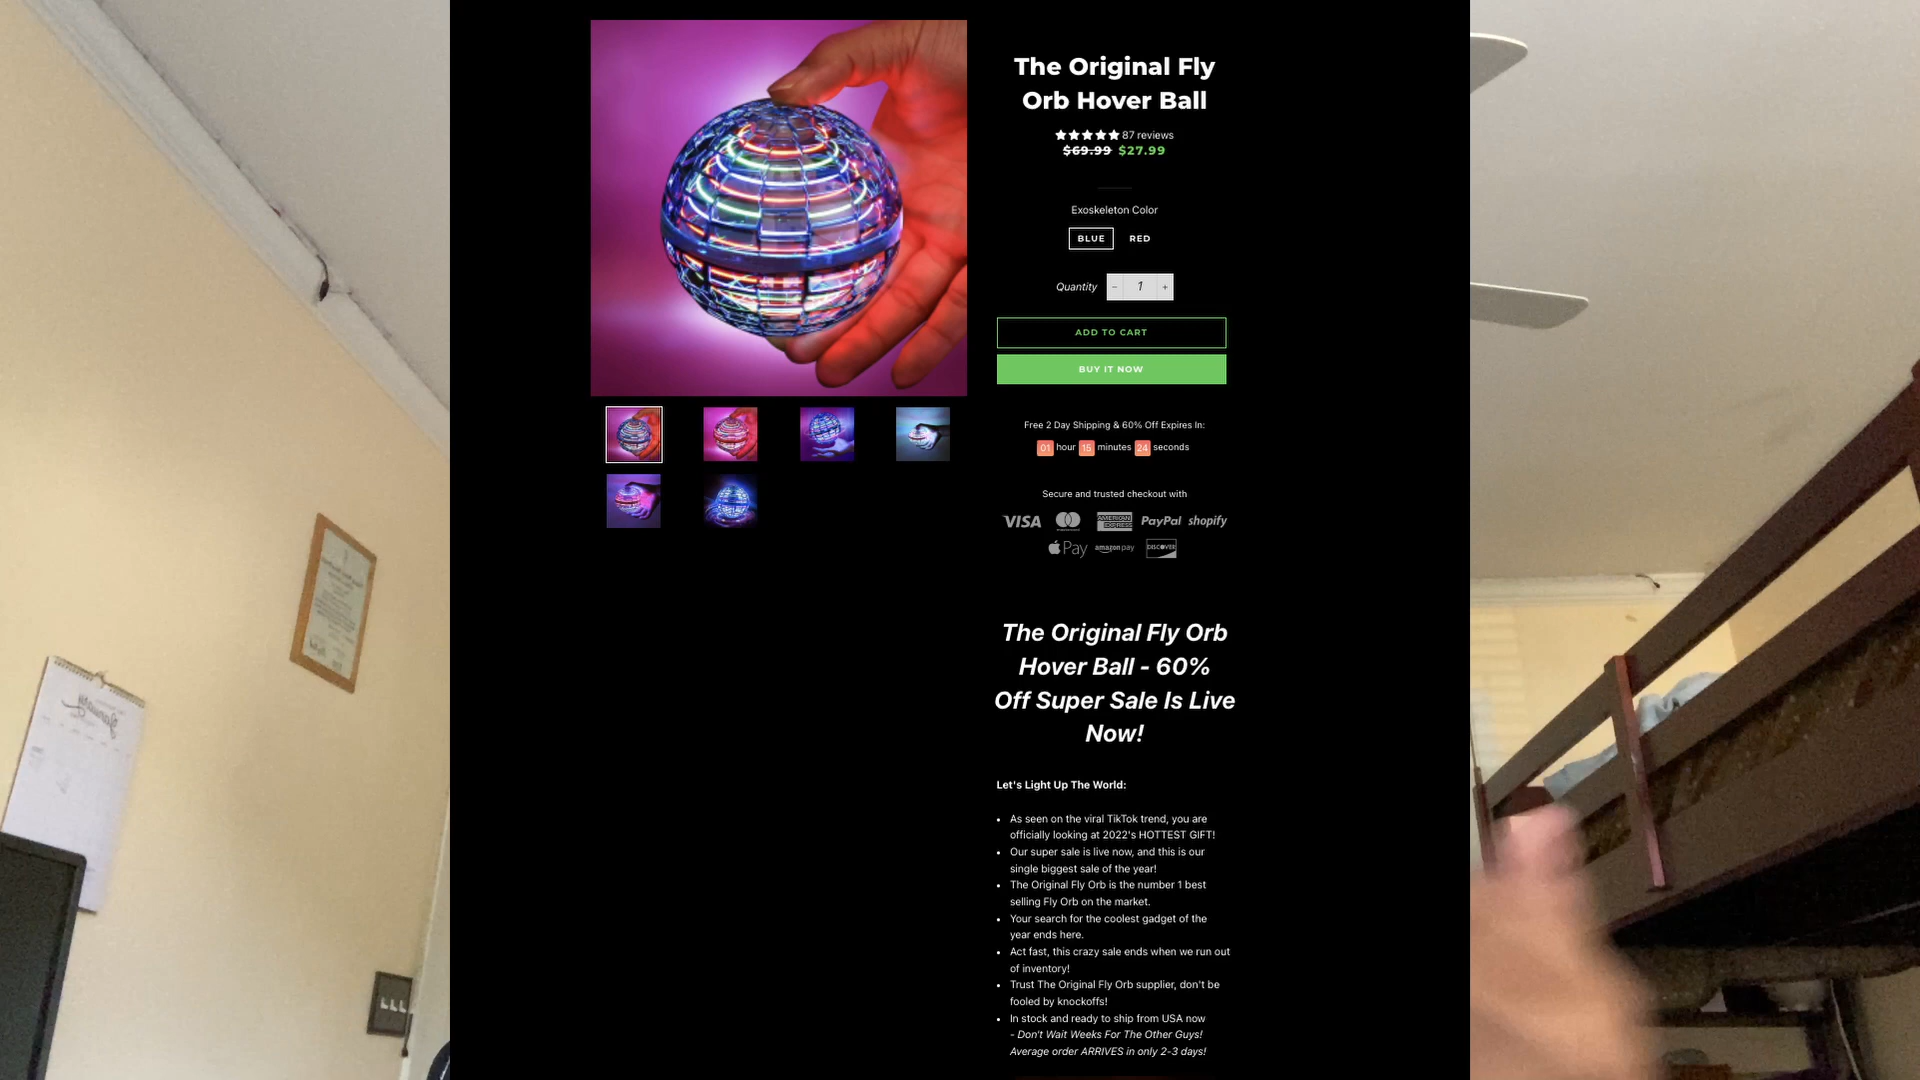 The Original Fly
Orb Hover Ball
87 reviews
$69.99 $27.99
Exoskeleton Color
BLUE RED
Quantity - 1 +
ADD TO CART
BUY IT NOW
Free 2 Day Shipping & 60% Off Expires In:
01 hour 15 minutes 24 seconds
Secure and trusted checkout with
VISA AMERICAN EXPRESS PayPal shopify
Pay amazon pay DISCOVER
The Original Fly Orb
Hover Ball - 60%
Off Super Sale Is Live
Now!
Let's Light Up The World:
• As seen on the viral TikTok trend, you are
officially looking at 2022's HOTTEST GIFT!
• Our super sale is live now, and this is our
single biggest sale of the year!
• The Original Fly Orb is the number 1 best
selling Fly Orb on the market.
• Your search for the coolest gadget of the
year ends here.
• Act fast, this crazy sale ends when we run out
of inventory!
• Trust The Original Fly Orb supplier, don't be
fooled by knockoffs!
• In stock and ready to ship from USA now
- Don't Wait Weeks For The Other Guys!
Average order ARRIVES in only 2-3 days!
January